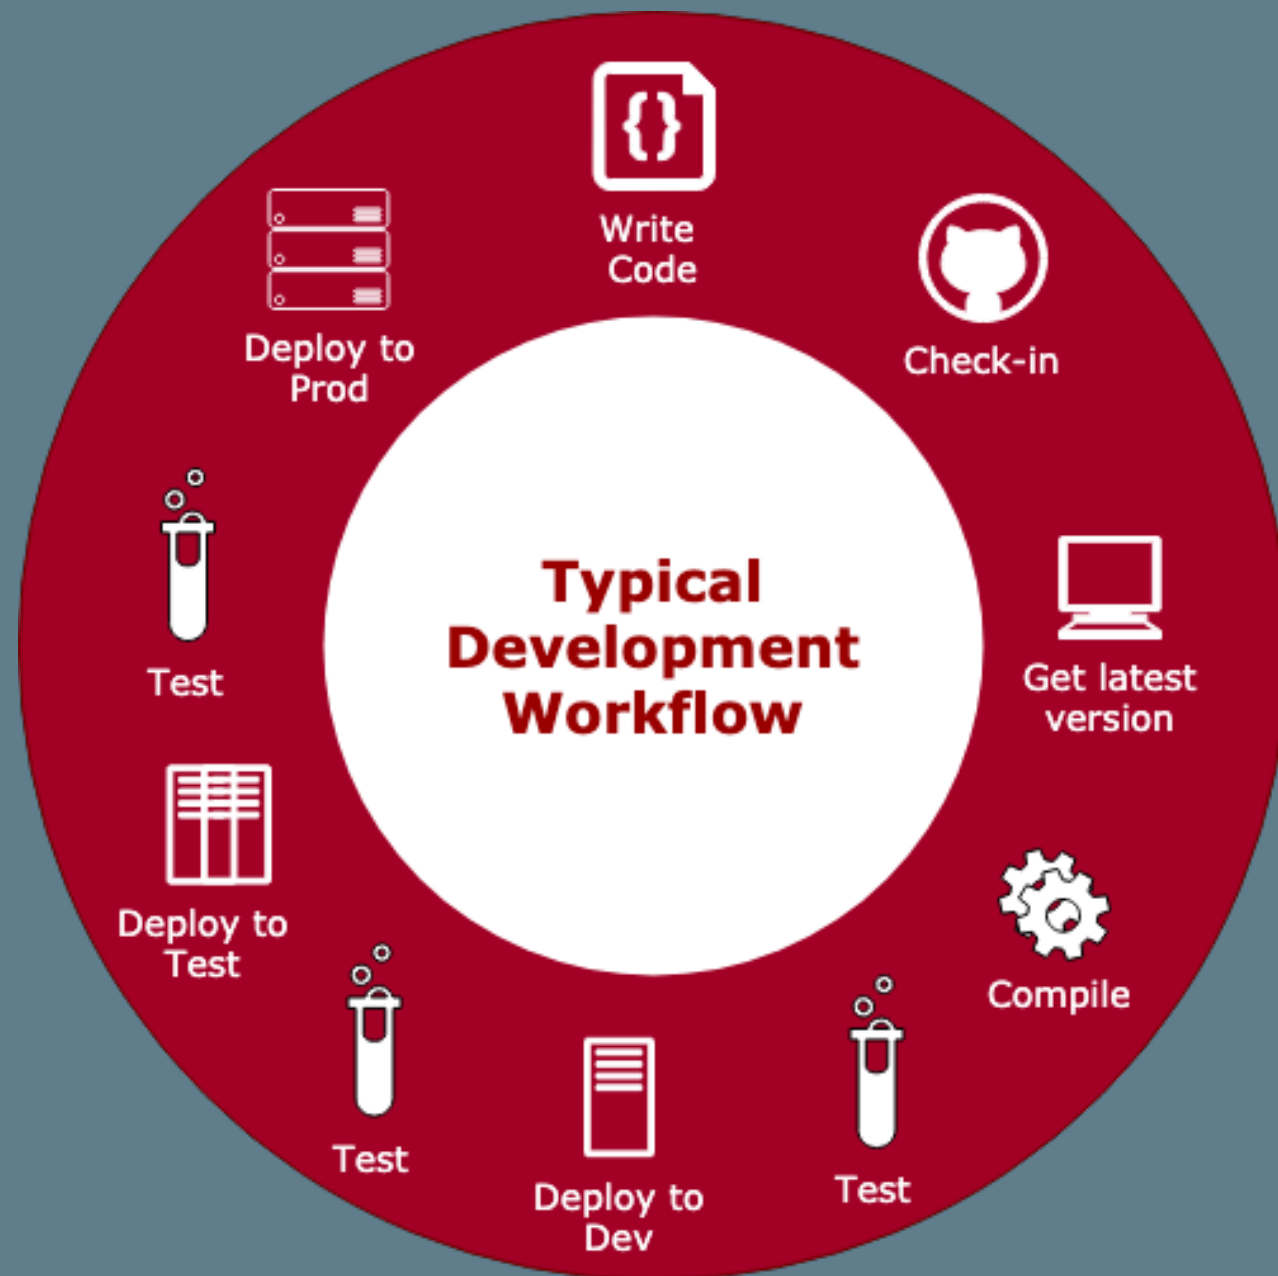 Typical
Development
Workflow
Write
Code
Check-in
Get latest
version
Compile
Test
Deploy to
Dev
Test
Deploy to
Test
Test
Deploy to
Prod